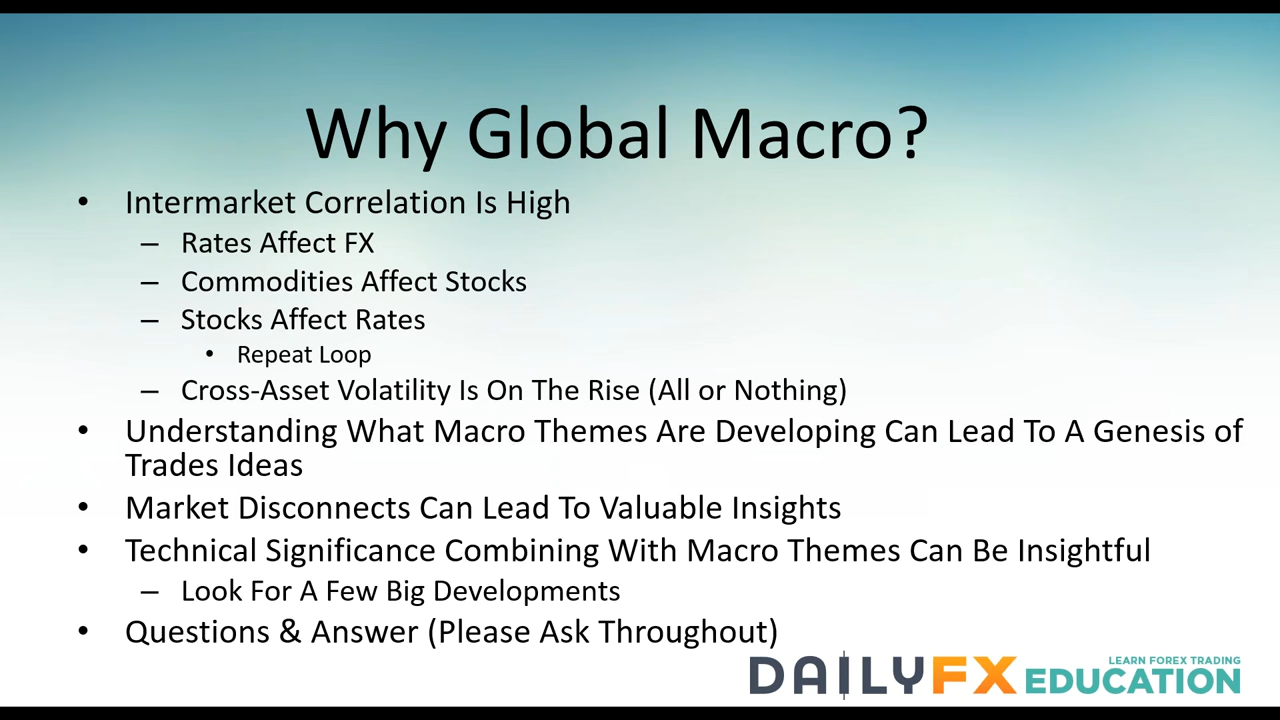 Why Global Macro?
• Intermarket Correlation Is High
– Rates Affect FX
– Commodities Affect Stocks
– Stocks Affect Rates
• Repeat Loop
– Cross-Asset Volatility Is On The Rise (All or Nothing)
• Understanding What Macro Themes Are Developing Can Lead To A Genesis of
Trades Ideas
• Market Disconnects Can Lead To Valuable Insights
• Technical Significance Combining With Macro Themes Can Be Insightful
– Look For A Few Big Developments
• Questions & Answer (Please Ask Throughout)
DAILYFX
LEARN FOREX TRADING
EDUCATION